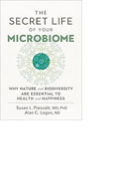 THE
SECRET LIFE
OF YOUR
MICROBIOME
WHY NATURE AND BIODIVERSITY
ARE ESSENTIAL TO
HEALTH AND HAPPINESS
Susan L. Prescott, MD, PhD
Alan C. Logan, ND